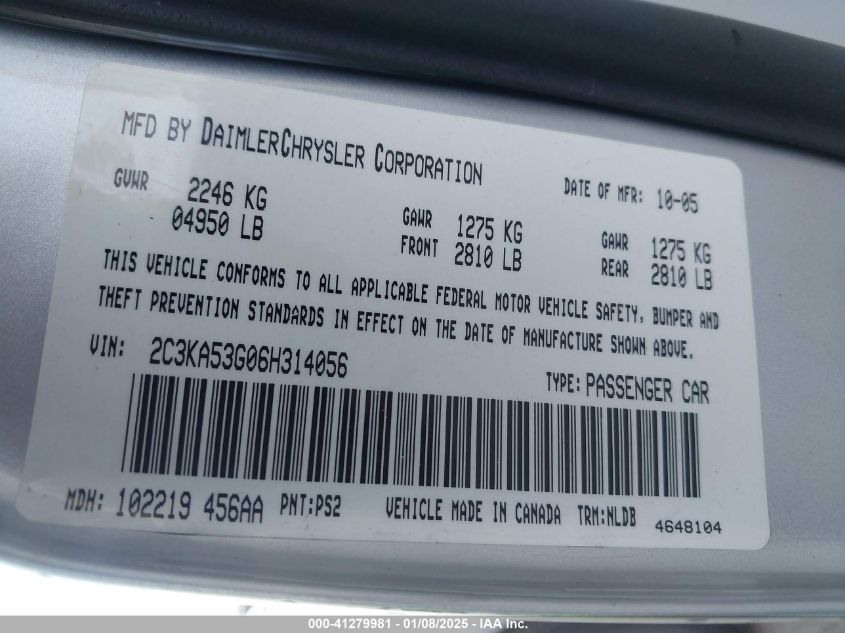 MFD BY DAIMLERCHRYSLER CORPORATION
DATE OF MFR: 10-05
GVWR 2246 KG
04950 LB
GAWR FRONT 1275 KG
2810 LB
GAWR REAR 1275 KG
2810 LB
THIS VEHICLE CONFORMS TO ALL APPLICABLE FEDERAL MOTOR VEHICLE SAFETY, BUMPER AND
THEFT PREVENTION STANDARDS IN EFFECT ON THE DATE OF MANUFACTURE SHOWN ABOVE.
VIN: 2C3KA53G06H314056
TYPE: PASSENGER CAR
MDH: 102219 456AA PNT:PS2 VEHICLE MADE IN CANADA TRM:NLDB 4648104
000-41279981 - 01/08/2025 - IAA Inc.